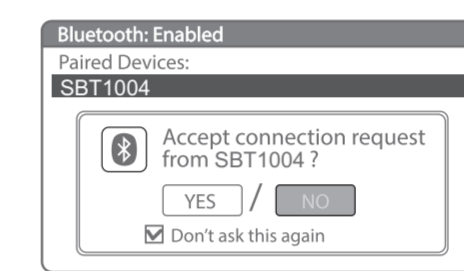 Bluetooth: Enabled
Paired Devices:
SBT1004
Accept connection request
from SBT1004 ?
YES / NO
Don't ask this again